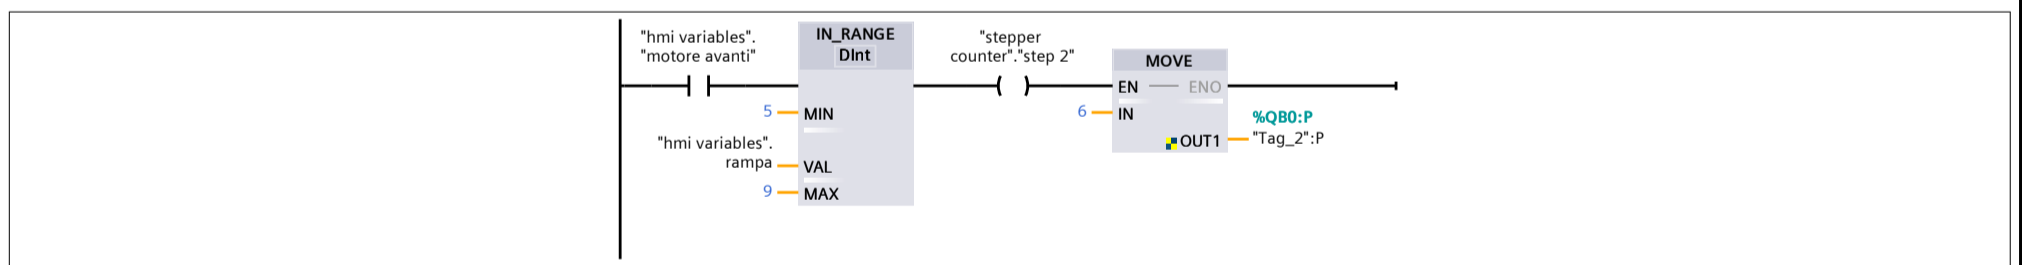 "hmi variables".
"motore avanti"
IN_RANGE
DInt
5
MIN
"hmi variables".
rampa
VAL
9
MAX
"stepper
counter"."step 2"
MOVE
EN
ENO
6
IN
OUT1
%QB0:P
"Tag_2":P